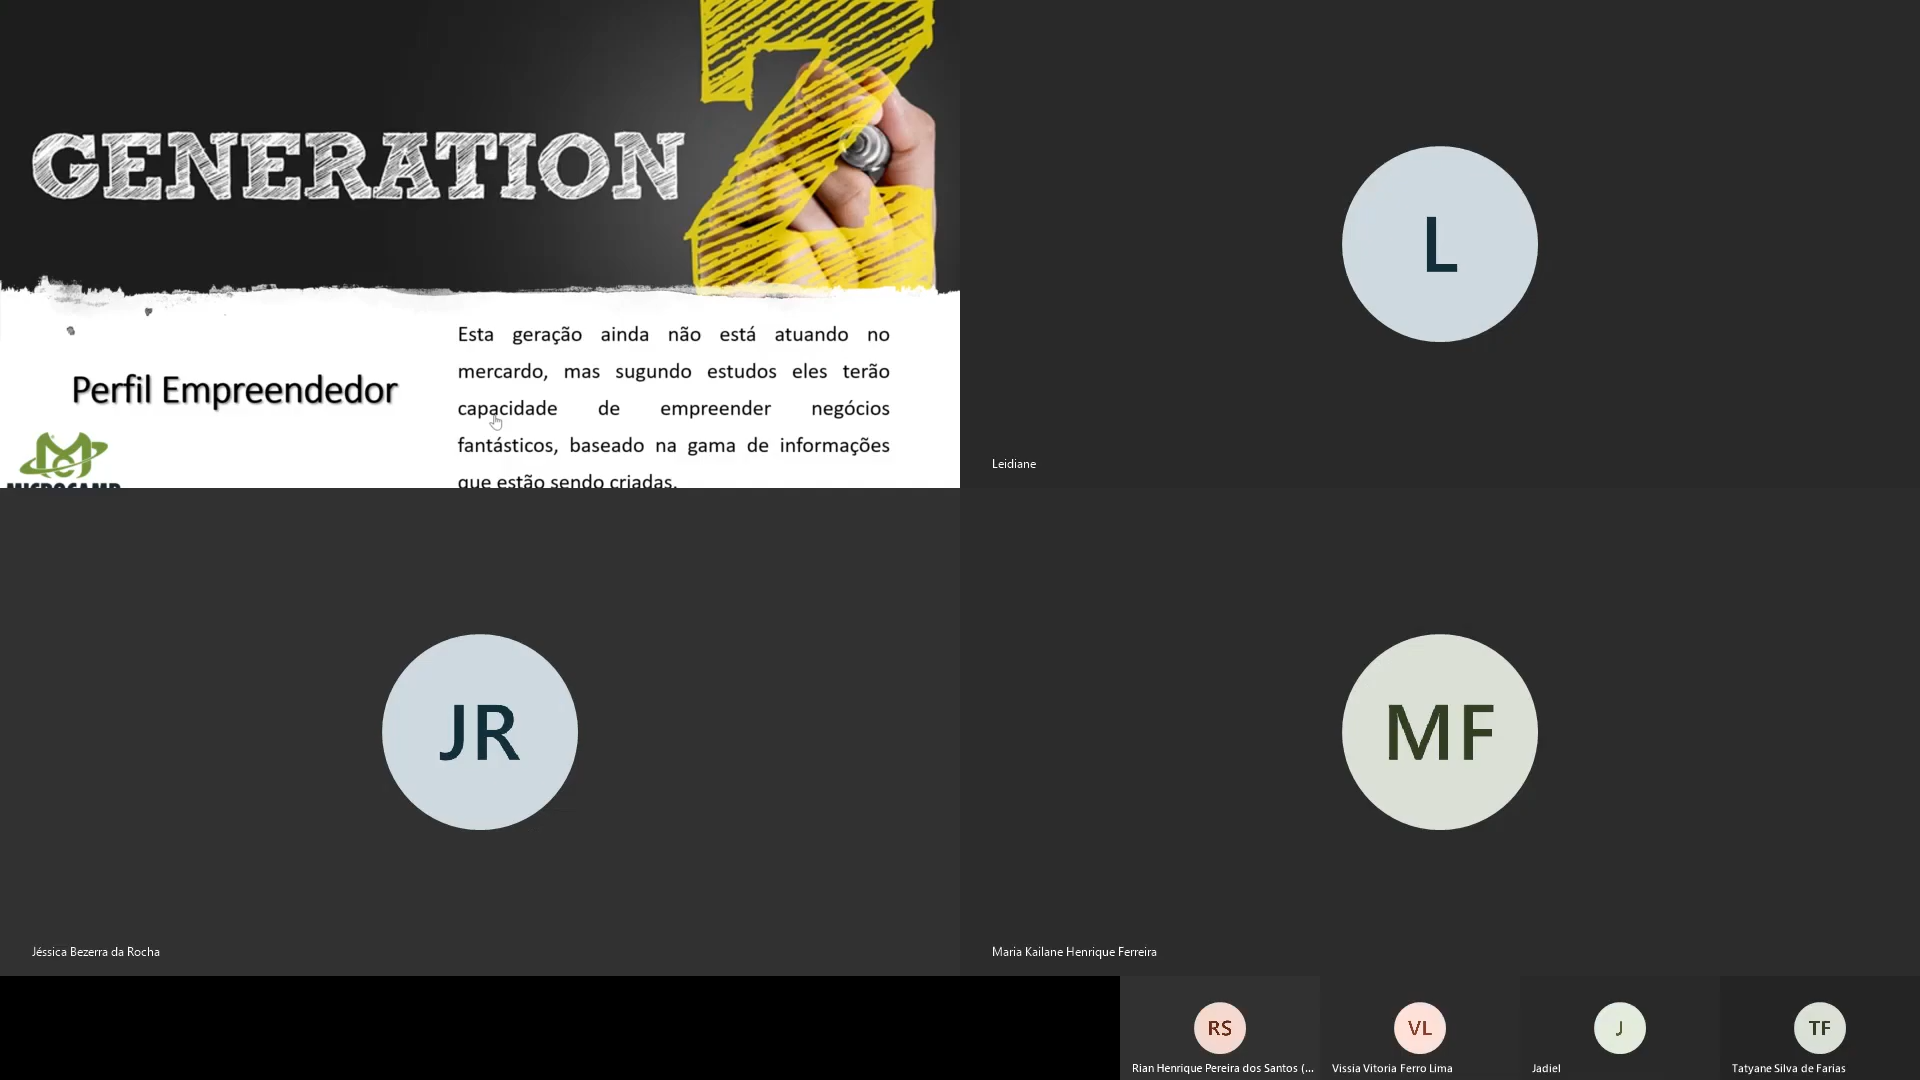 GENERATION Z
Esta geração ainda não está atuando no
mercardo, mas sugundo estudos eles terão
Perfil Empreendedor
capacidade de empreender negócios
fantásticos, baseado na gama de informações
que estão sendo criadas.
MICROCAMP
L
Leidiane
JR
Jéssica Bezerra da Rocha
MF
Maria Kailane Henrique Ferreira
RS
Rian Henrique Pereira dos Santos (...
VL
Vissia Vitoria Ferro Lima
J
Jadiel
TF
Tatyane Silva de Farias